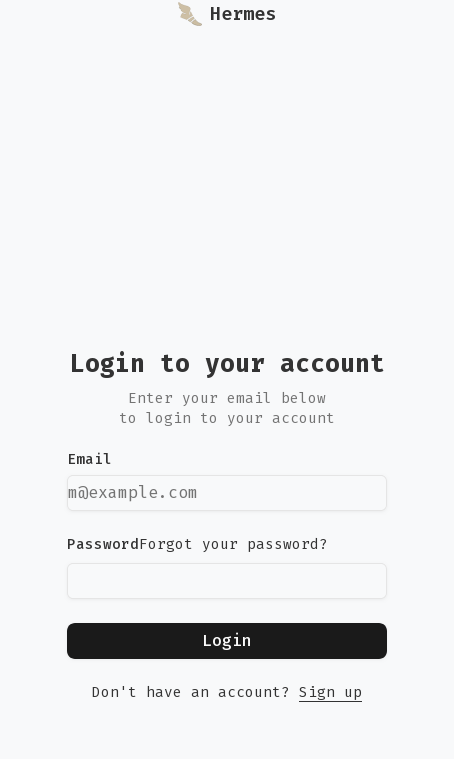 Hermes
Login to your account
Enter your email below
to login to your account
Email
m@example.com
PasswordForgot your password?
Login
Don't have an account? Sign up